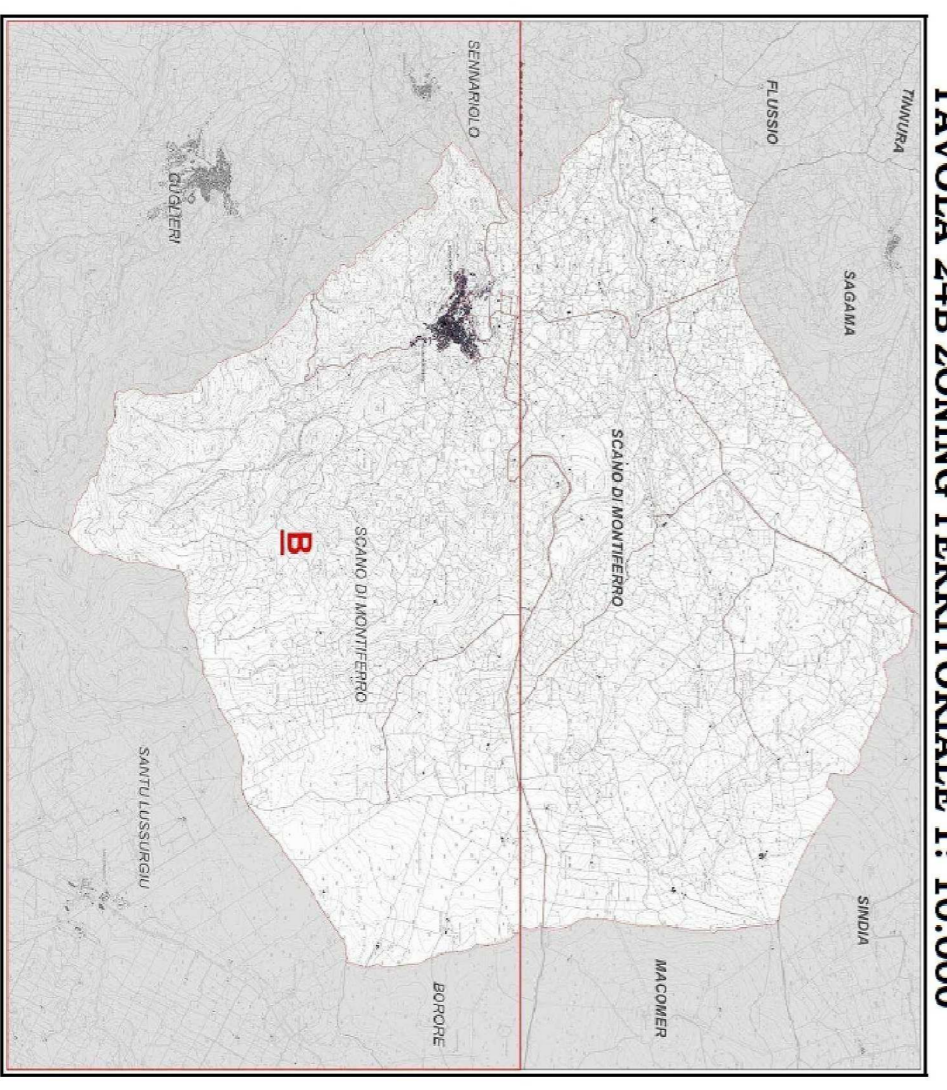 TAVOLA 24B ZONING TERRITORIALE 1: 10.000
TINNURA
FLUSSIO
SENNARIOLO
CUGLIERI
SAGAMA
SCANO DI MONTIFERRO
B
SCANO DI MONTIFERRO
SANTU LUSSURGIU
SINDIA
MACOMER
BORORE